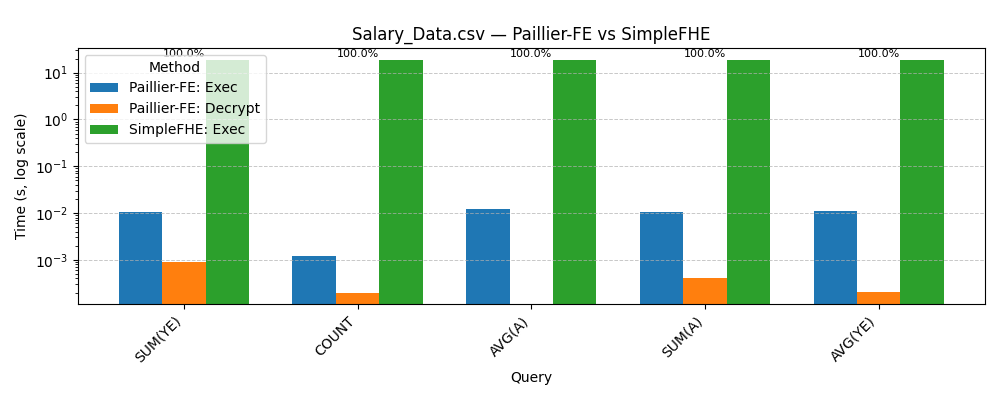 Salary_Data.csv — Paillier-FE vs SimpleFHE
100.0% 100.0% 100.0% 100.0% 100.0%
Method
Paillier-FE: Exec
Paillier-FE: Decrypt
SimpleFHE: Exec
Time (s, log scale)
10¹
10⁰
10⁻¹
10⁻²
10⁻³
SUM(YE) COUNT AVG(A) SUM(A) AVG(YE)
Query